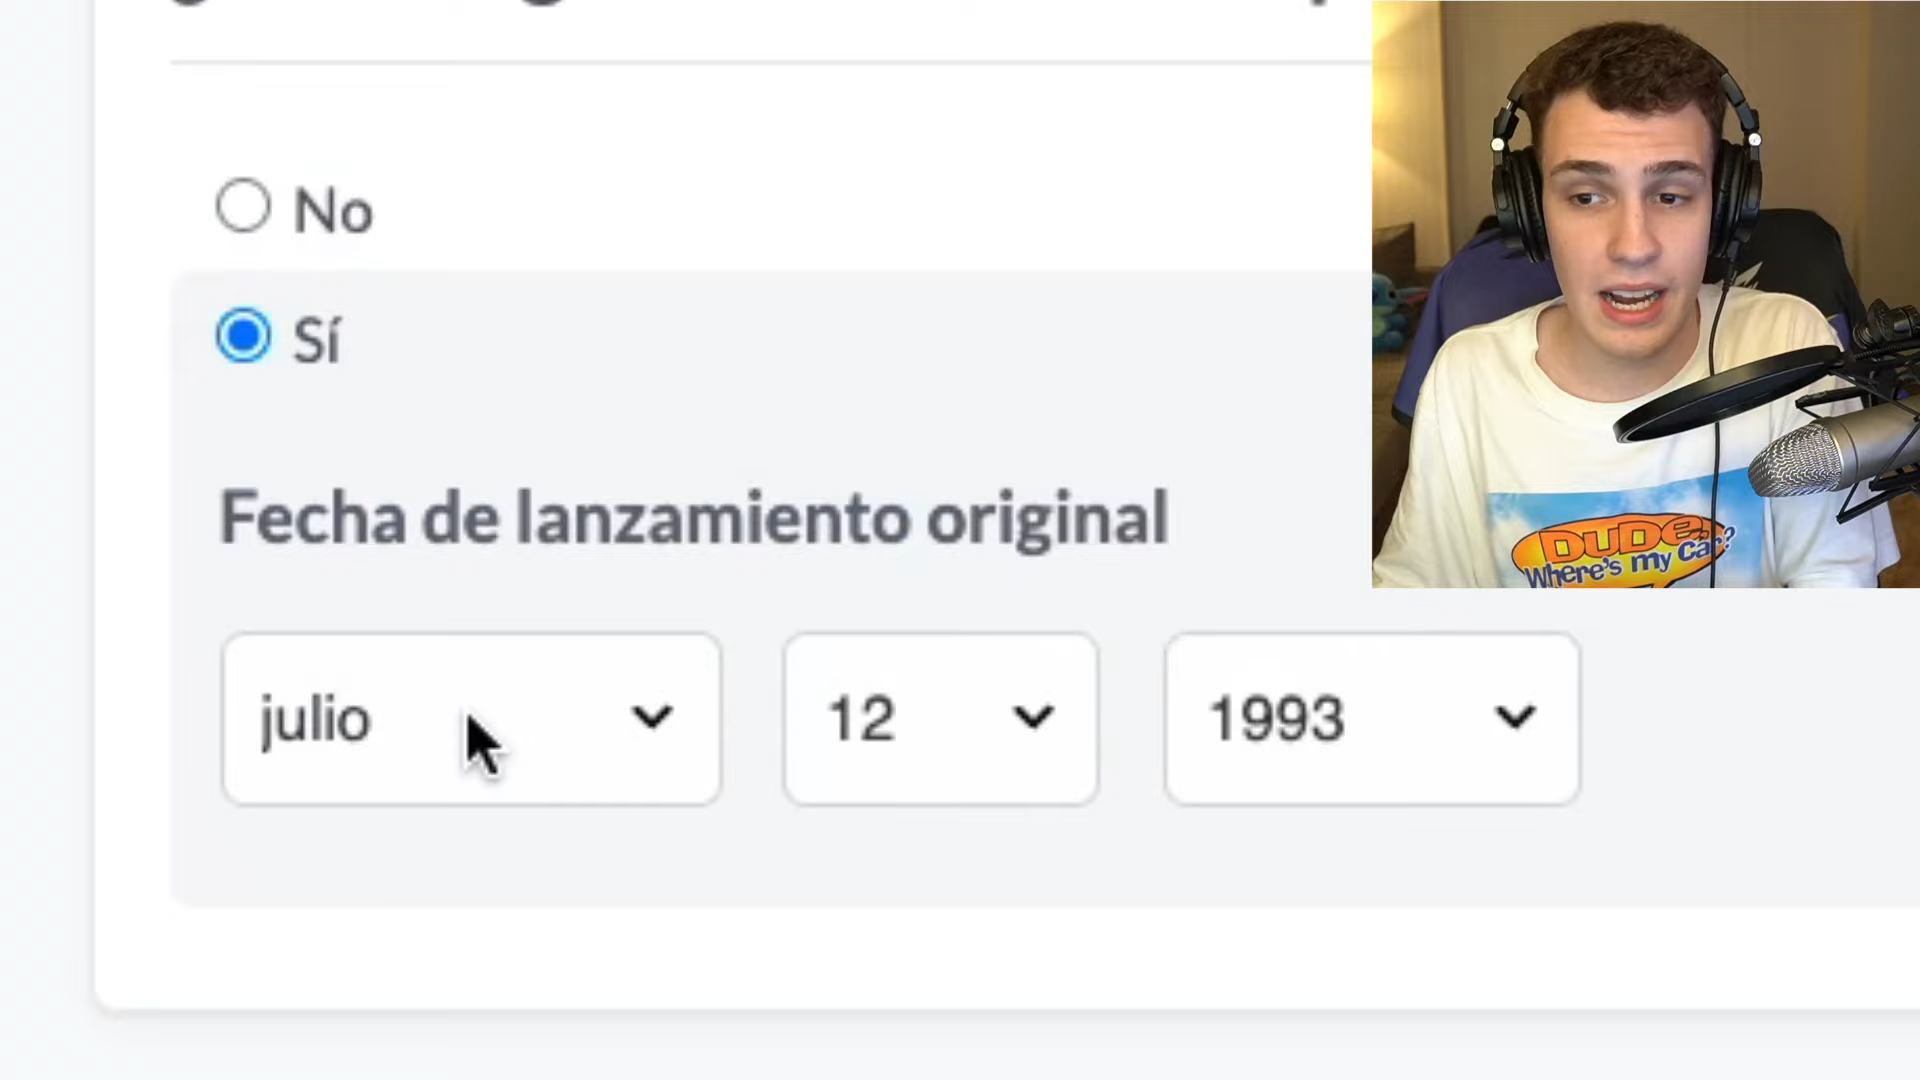 No
Sí
Fecha de lanzamiento original
julio 12 1993
DUDE,
Where's my Car?